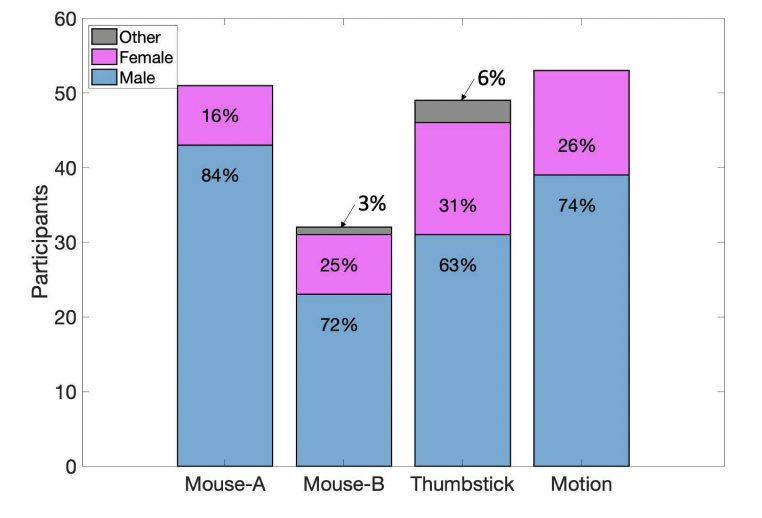 60
50
40
30
20
10
0
Participants
Other
Female
Male
16%
84%
3%
25%
72%
6%
31%
63%
26%
74%
Mouse-A
Mouse-B
Thumbstick
Motion